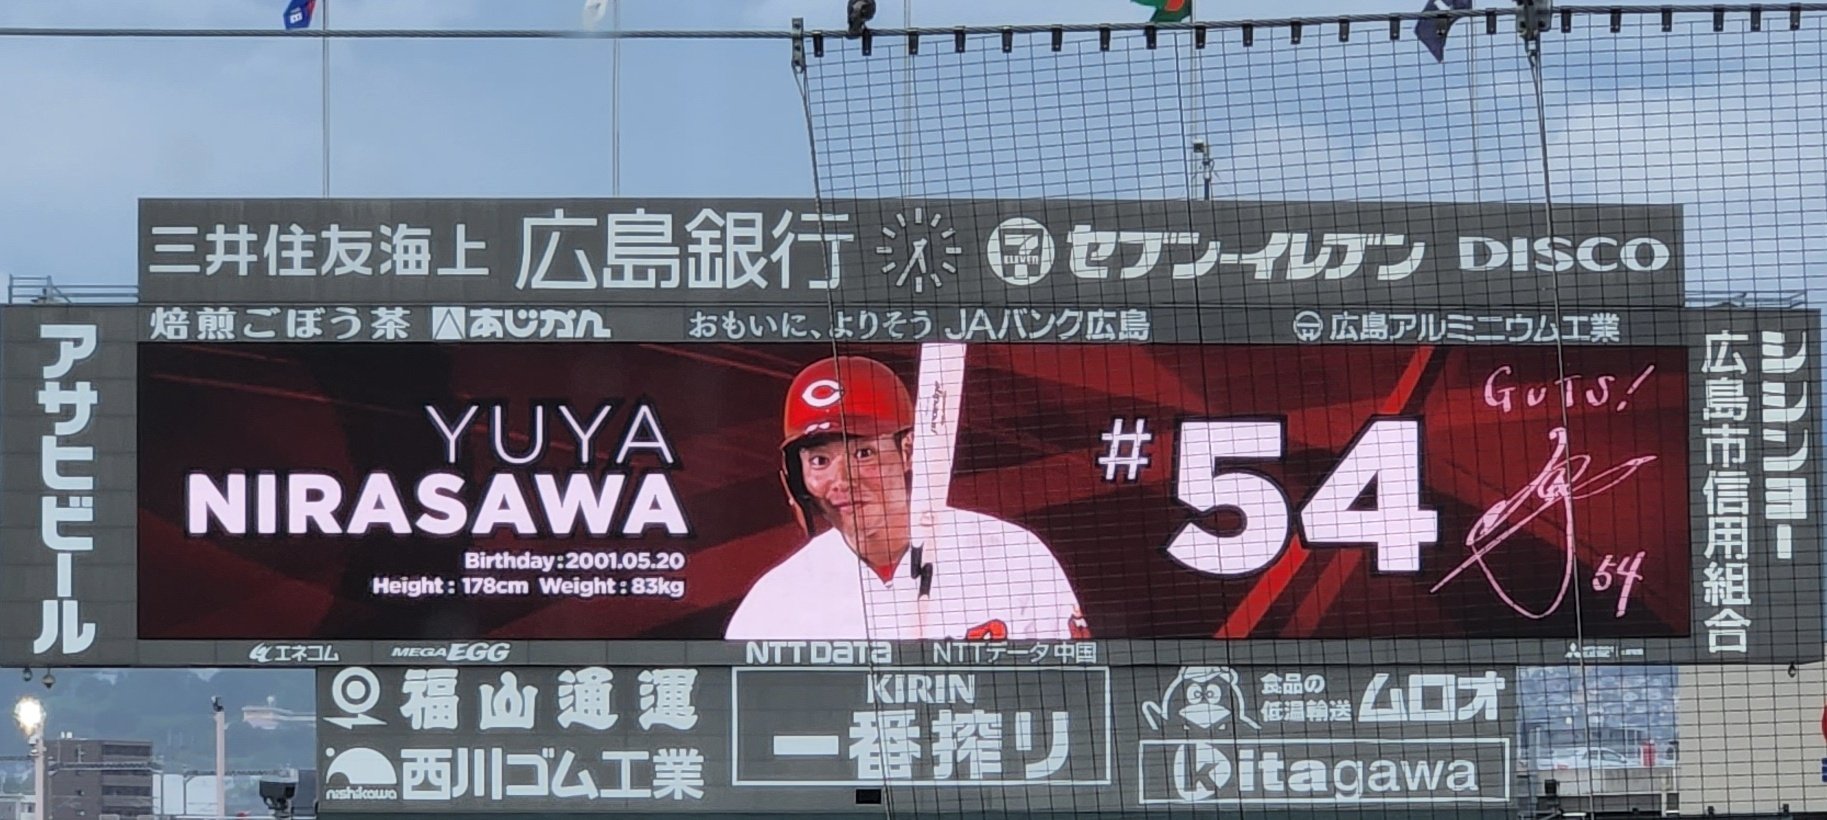 三井住友海上 広島銀行 7 ELEVEN セブン-イレブン DISCO
焙煎ごぼう茶 あじかん おもいに、よりそう JAバンク広島 広島アルミニウム工業
アサヒビール
YUYA
NIRASAWA
Birthday:2001.05.20
Height: 178cm Weight: 83kg
C
#54
GUTS!
54
シシンヨー
広島市信用組合
エネコム MEGA EGG NTT DATA NTTデータ中国
福山通運
nishikawa 西川ゴム工業
KIRIN
一番搾り
食品の
低温輸送 ムロオ
Kitagawa